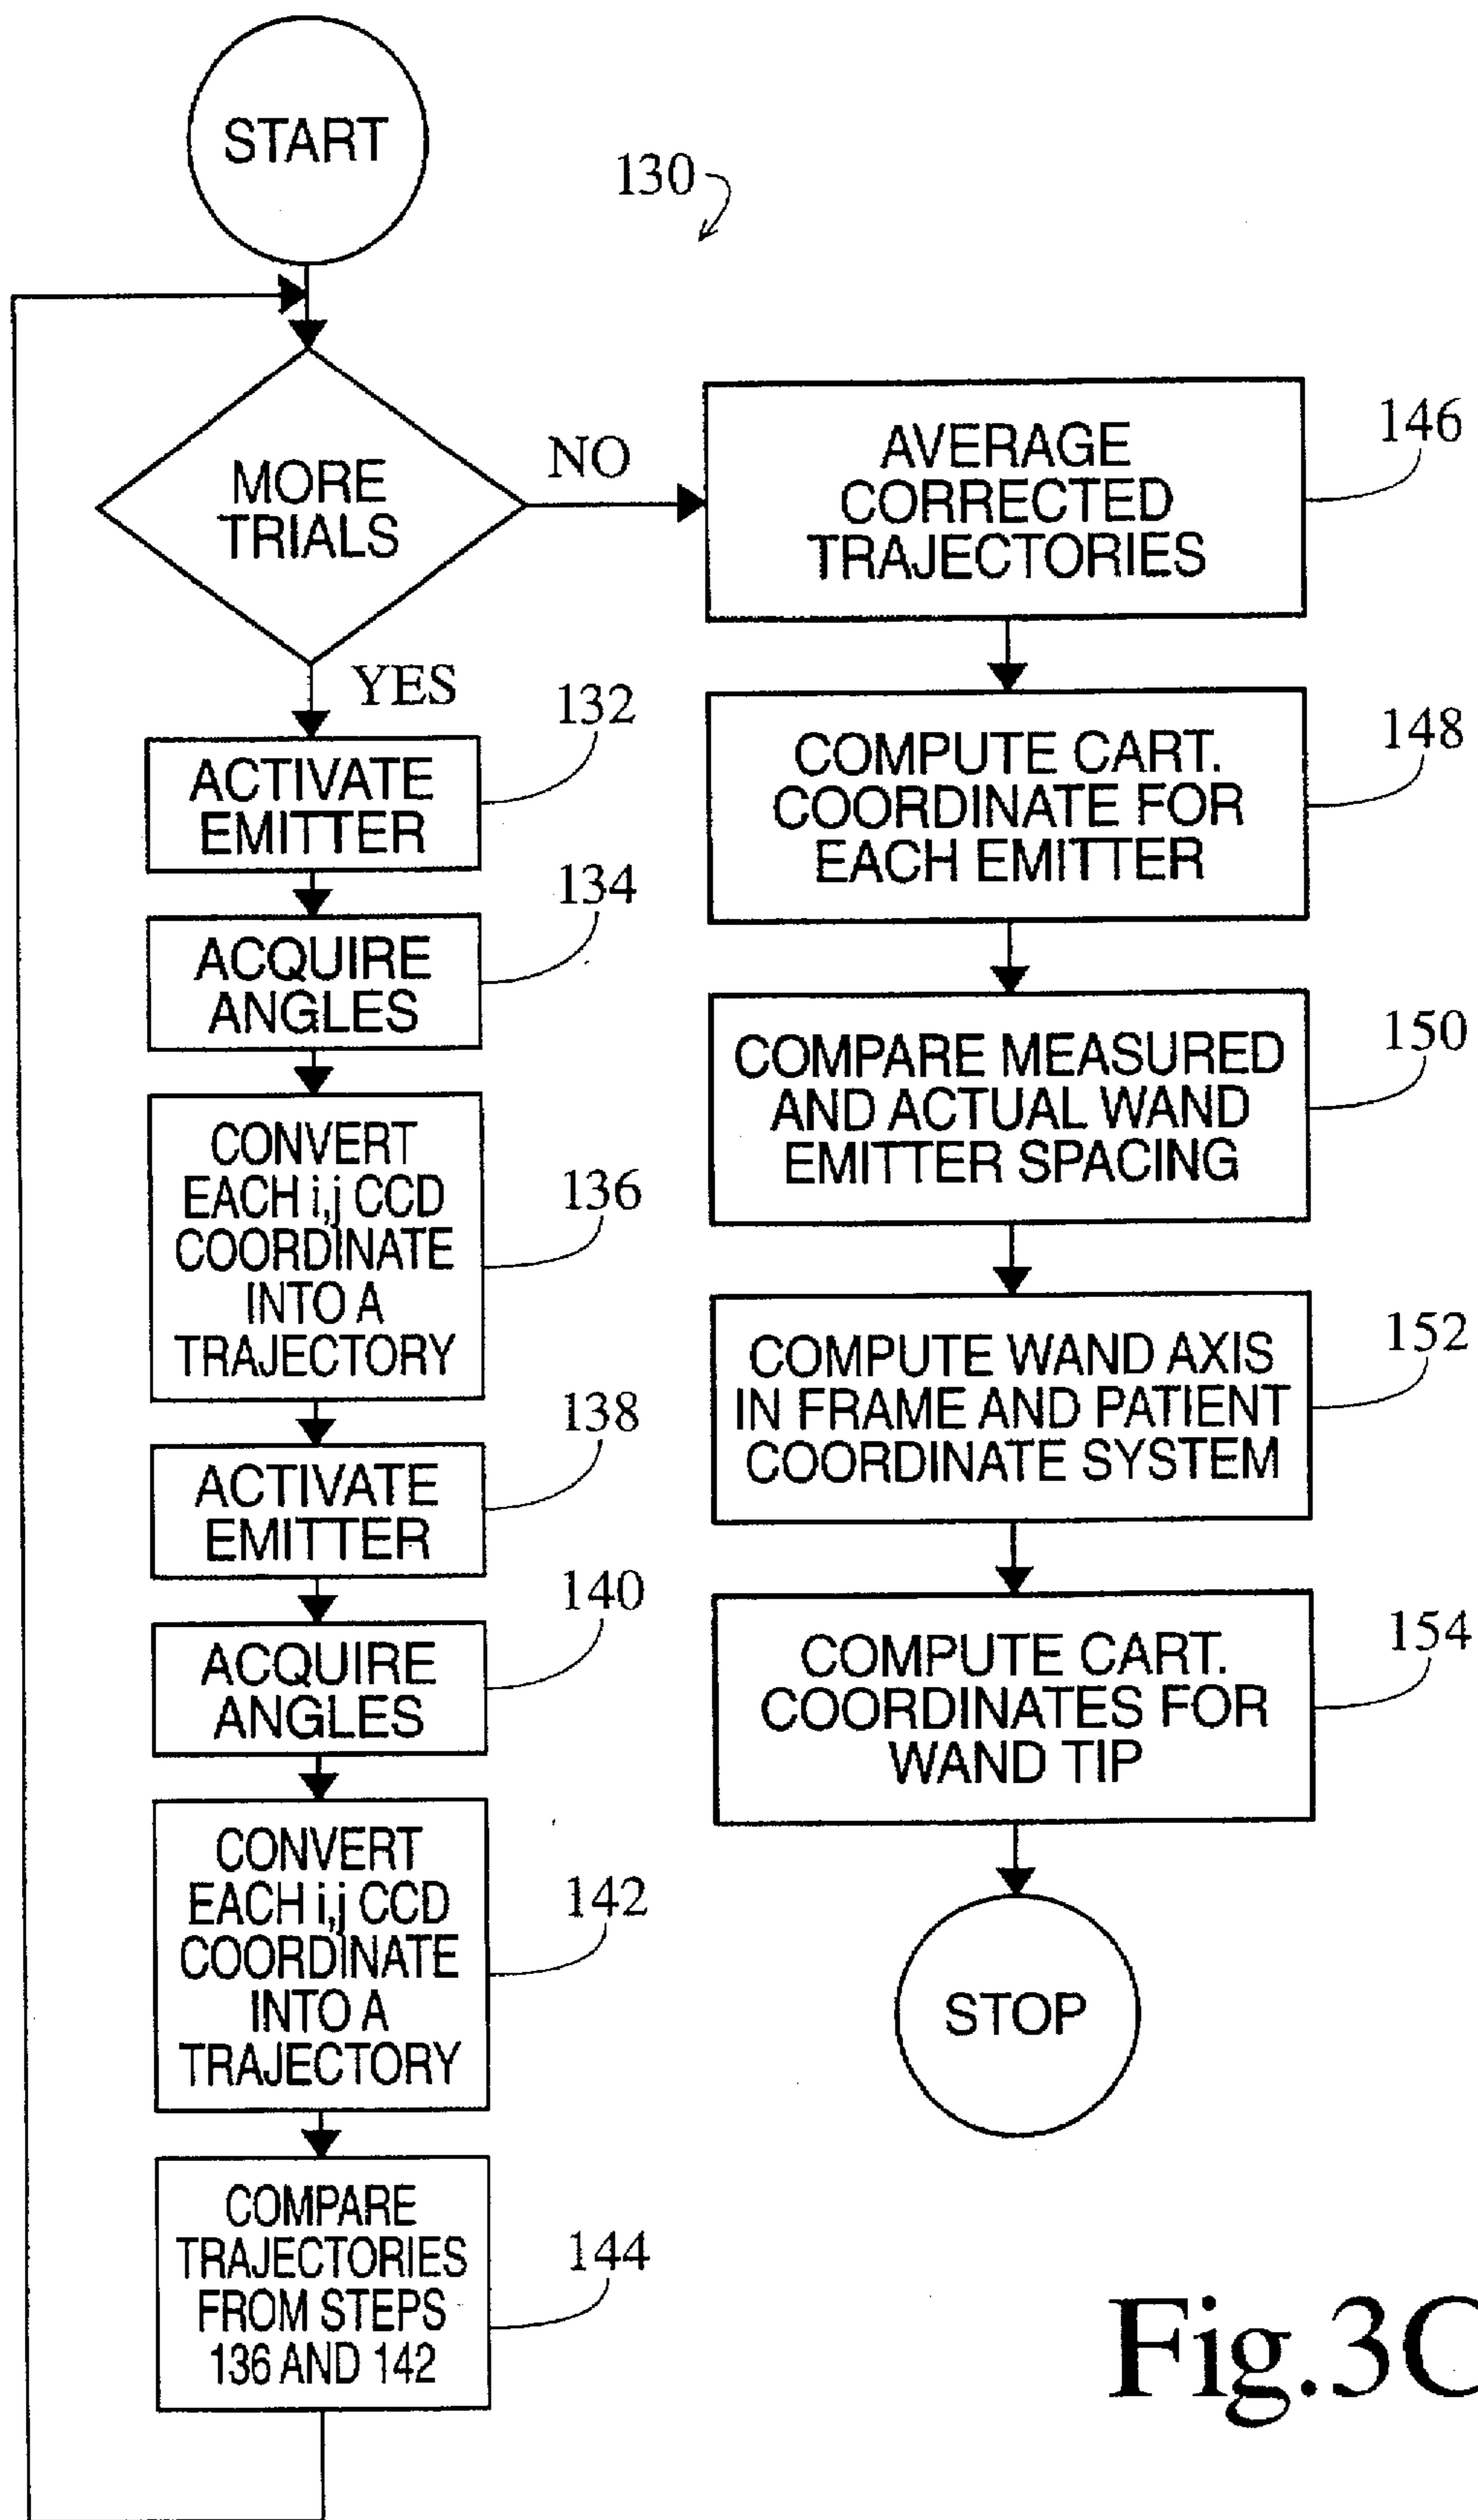 START
130
MORE
TRIALS
NO
YES
ACTIVATE
EMITTER
132
ACQUIRE
ANGLES
134
CONVERT
EACH i,j CCD
COORDINATE
INTO A
TRAJECTORY
136
ACTIVATE
EMITTER
138
ACQUIRE
ANGLES
140
CONVERT
EACH i,j CCD
COORDINATE
INTO A
TRAJECTORY
142
COMPARE
TRAJECTORIES
FROM STEPS
136 AND 142
144
AVERAGE
CORRECTED
TRAJECTORIES
146
COMPUTE CART.
COORDINATE FOR
EACH EMITTER
148
COMPARE MEASURED
AND ACTUAL WAND
EMITTER SPACING
150
COMPUTE WAND AXIS
IN FRAME AND PATIENT
COORDINATE SYSTEM
152
COMPUTE CART.
COORDINATES FOR
WAND TIP
154
STOP
Fig.3C